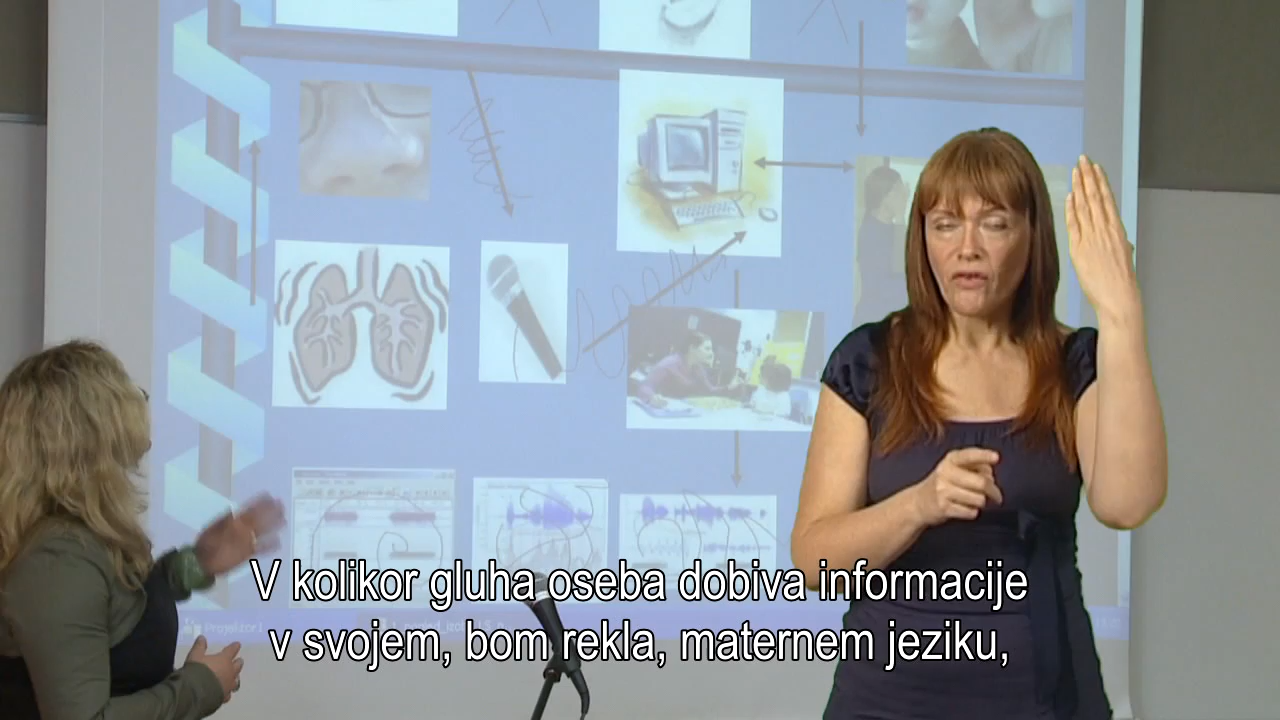 V kolikor gluha oseba dobiva informacije
v svojem, bom rekla, maternem jeziku,